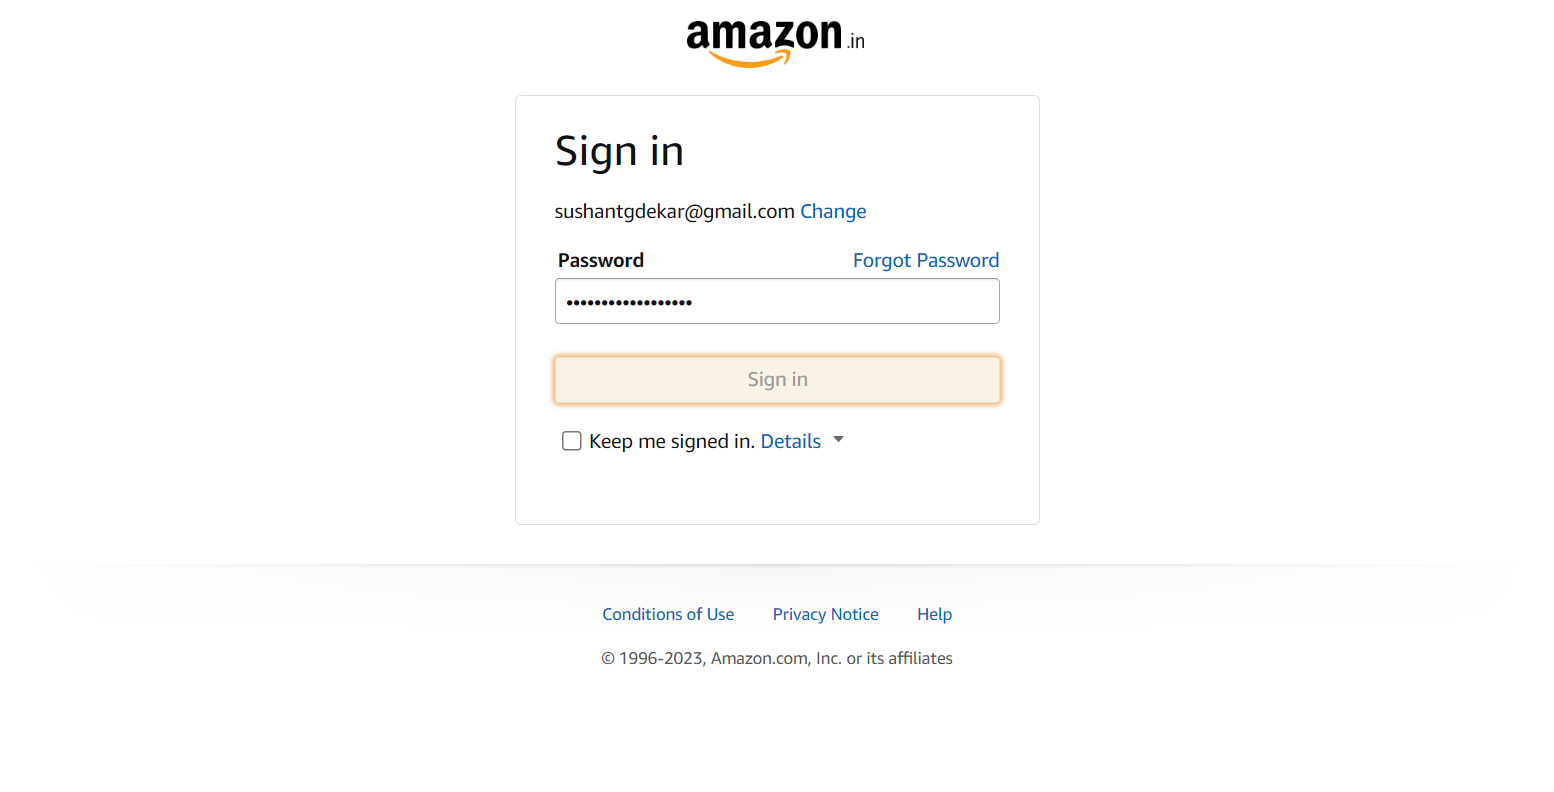 amazon.in
Sign in
sushantgdekar@gmail.com Change
Password Forgot Password
••••••••••••••••••
Sign in
Keep me signed in. Details
Conditions of Use Privacy Notice Help
© 1996-2023, Amazon.com, Inc. or its affiliates